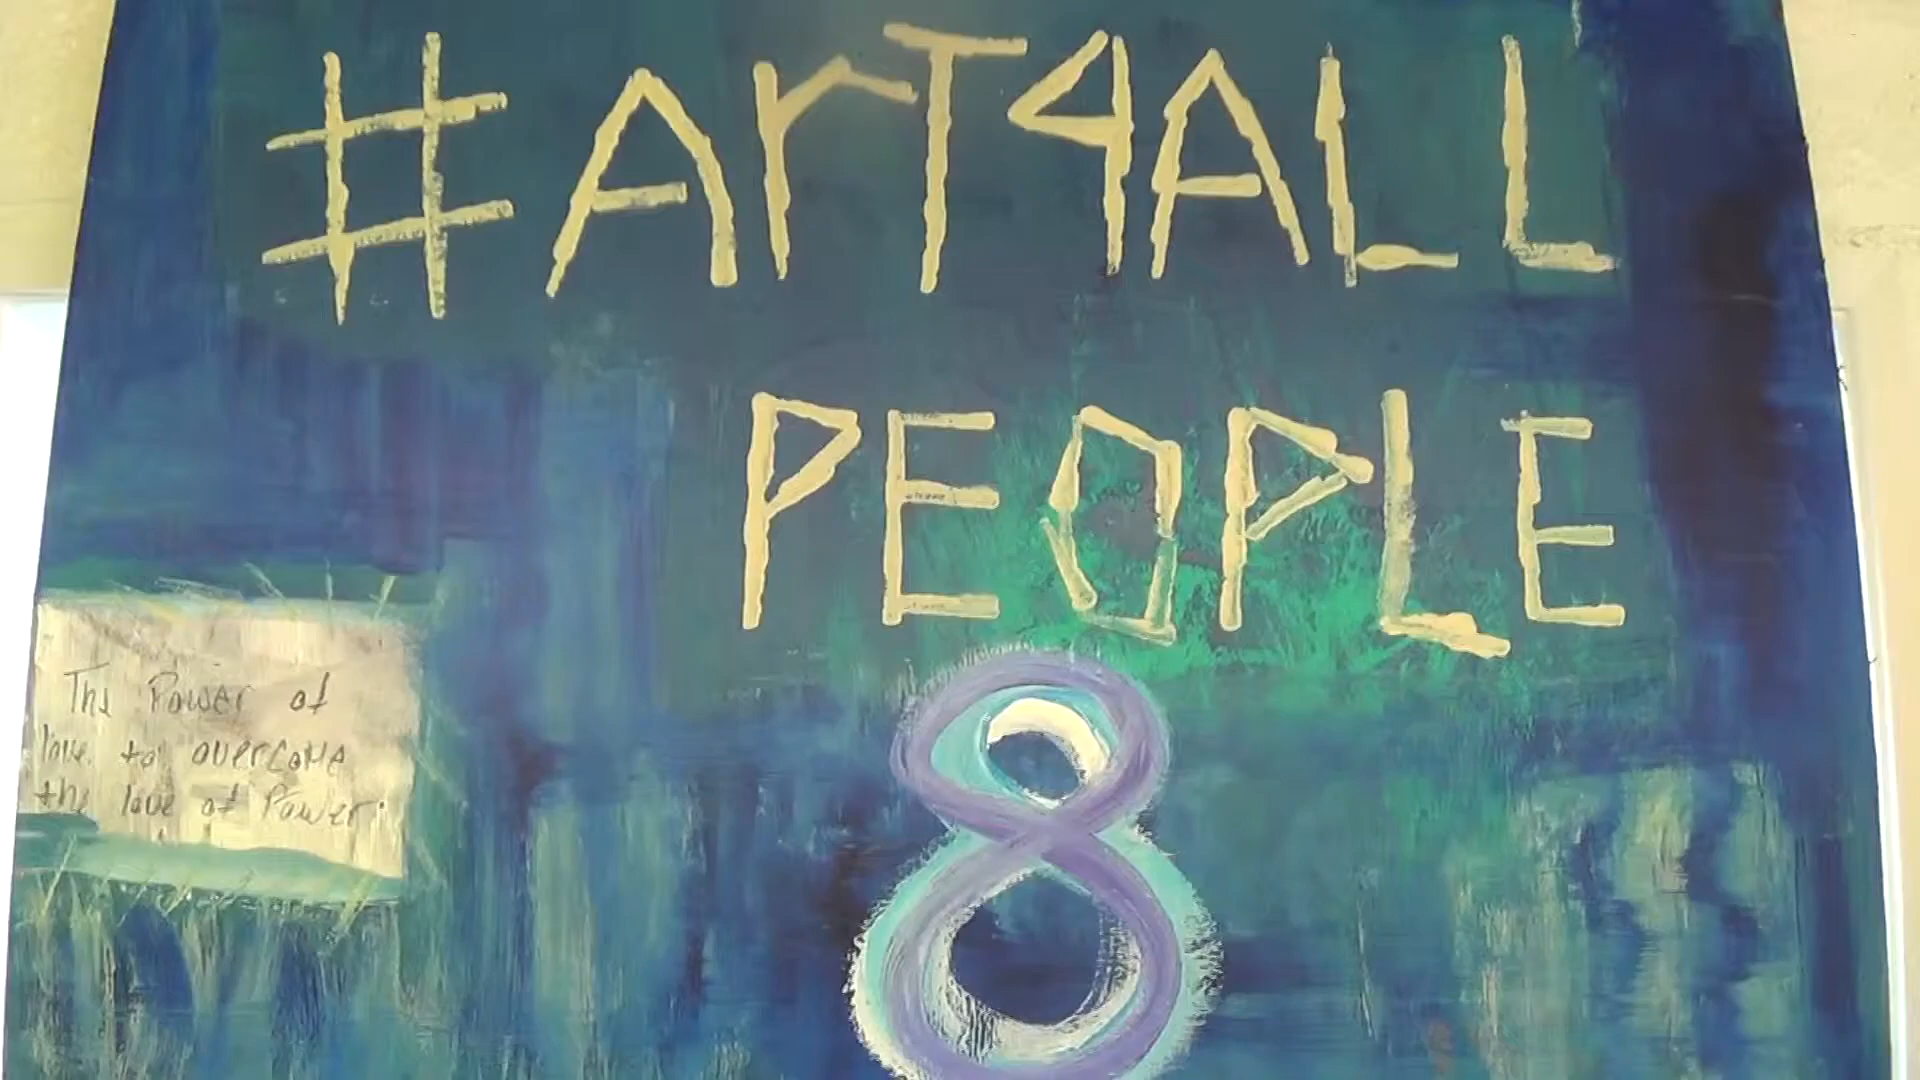 #ArT4ALL
PEOPLE
The Power of
love to overcome
the love of Power.
8